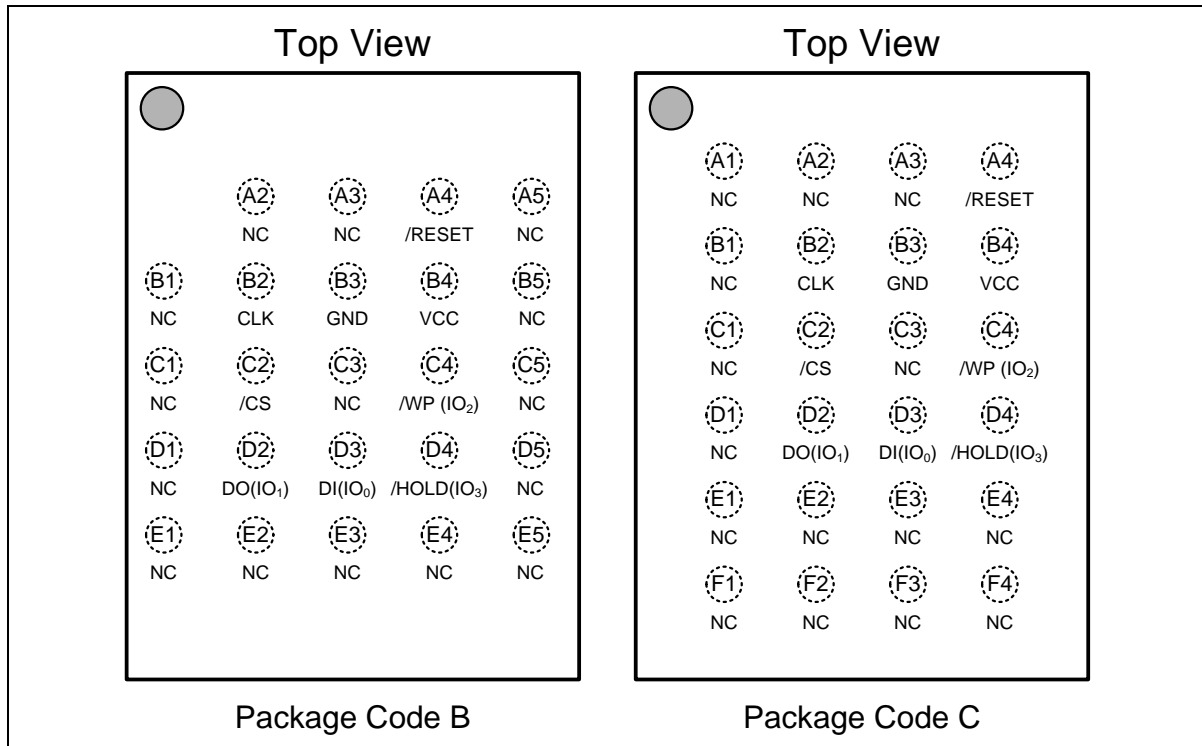 Top View
A2 A3 A4 A5
NC NC /RESET NC
B1 B2 B3 B4 B5
NC CLK GND VCC NC
C1 C2 C3 C4 C5
NC /CS NC /WP (IO₂) NC
D1 D2 D3 D4 D5
NC DO(IO₁) DI(IO₀) /HOLD(IO₃) NC
E1 E2 E3 E4 E5
NC NC NC NC NC
Package Code B
Top View
A1 A2 A3 A4
NC NC NC /RESET
B1 B2 B3 B4
NC CLK GND VCC
C1 C2 C3 C4
NC /CS NC /WP (IO₂)
D1 D2 D3 D4
NC DO(IO₁) DI(IO₀) /HOLD(IO₃)
E1 E2 E3 E4
NC NC NC NC
F1 F2 F3 F4
NC NC NC NC
Package Code C